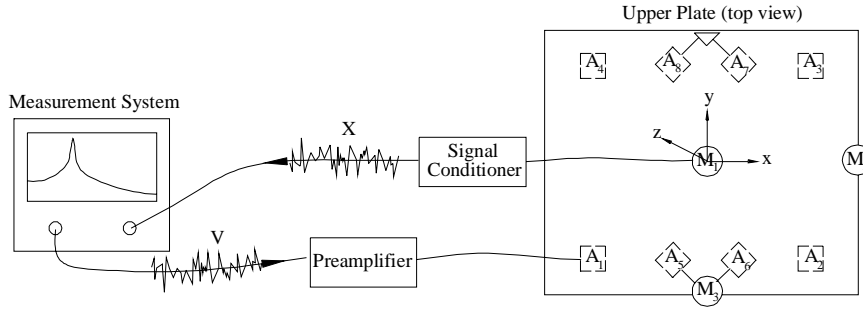 Upper Plate (top view)
Measurement System
X
Signal
Conditioner
V
Preamplifier
A4
A8
A7
A3
y
z
M1
x
M
A1
A5
A6
A2
M3